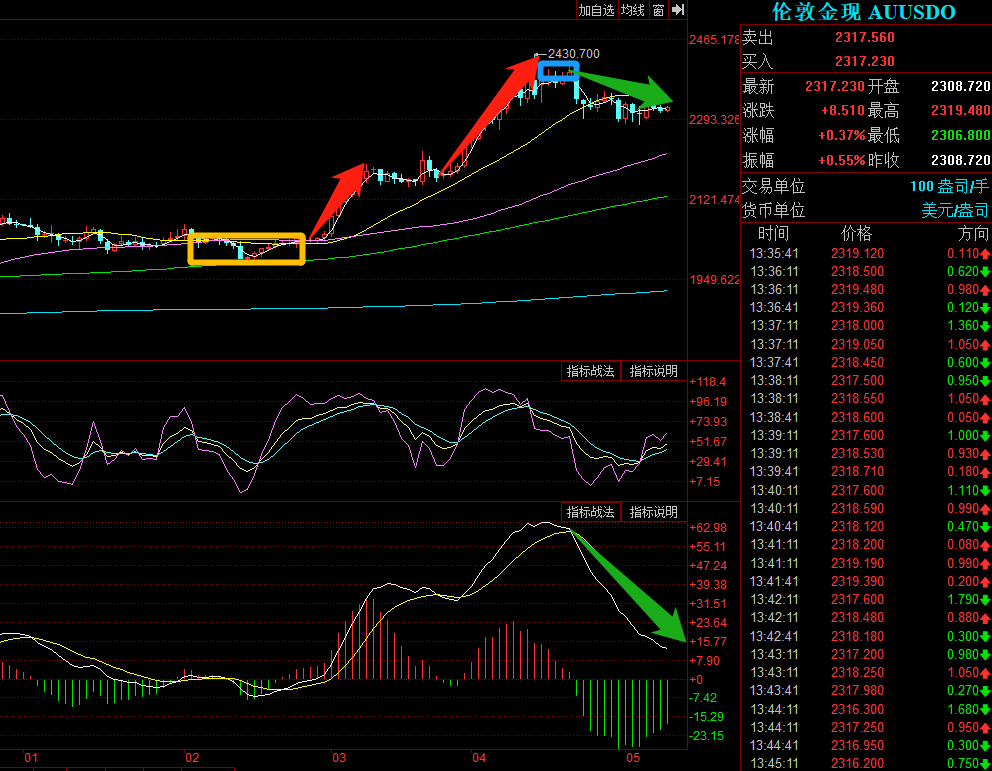 加自选 均线 窗
2430.700
2465.178
2293.326
2121.474
1949.622
指标战法 指标说明
+118.4
+96.19
+73.93
+51.67
+29.41
+7.15
指标战法 指标说明
+62.98
+55.11
+47.24
+39.38
+31.51
+23.64
+15.77
+7.90
+0
-7.42
-15.29
-23.15
01 02 03 04 05
伦敦金现 AUUSDO
卖出 2317.560
买入 2317.230
最新 2317.230 开盘 2308.720
涨跌 +8.510 最高 2319.480
涨幅 +0.37% 最低 2306.800
振幅 +0.55% 昨收 2308.720
交易单位 100 盎司/手
货币单位 美元/盎司
时间 价格 方向
13:35:41 2319.120 0.110
13:36:11 2318.500 0.620
13:36:11 2319.480 0.980
13:36:41 2319.360 0.120
13:37:11 2318.000 1.360
13:37:11 2319.050 1.050
13:37:41 2318.450 0.600
13:38:11 2317.500 0.950
13:38:11 2318.550 1.050
13:38:41 2318.600 0.050
13:39:11 2317.600 1.000
13:39:11 2318.530 0.930
13:39:41 2318.710 0.180
13:40:11 2317.600 1.110
13:40:11 2318.590 0.990
13:40:41 2318.120 0.470
13:41:11 2318.200 0.080
13:41:11 2319.190 0.990
13:41:41 2319.390 0.200
13:42:11 2317.600 1.790
13:42:11 2318.480 0.880
13:42:41 2318.180 0.300
13:43:11 2317.200 0.980
13:43:11 2318.250 1.050
13:43:41 2317.980 0.270
13:44:11 2316.300 1.680
13:44:11 2317.250 0.950
13:44:41 2316.950 0.300
13:45:11 2316.200 0.750